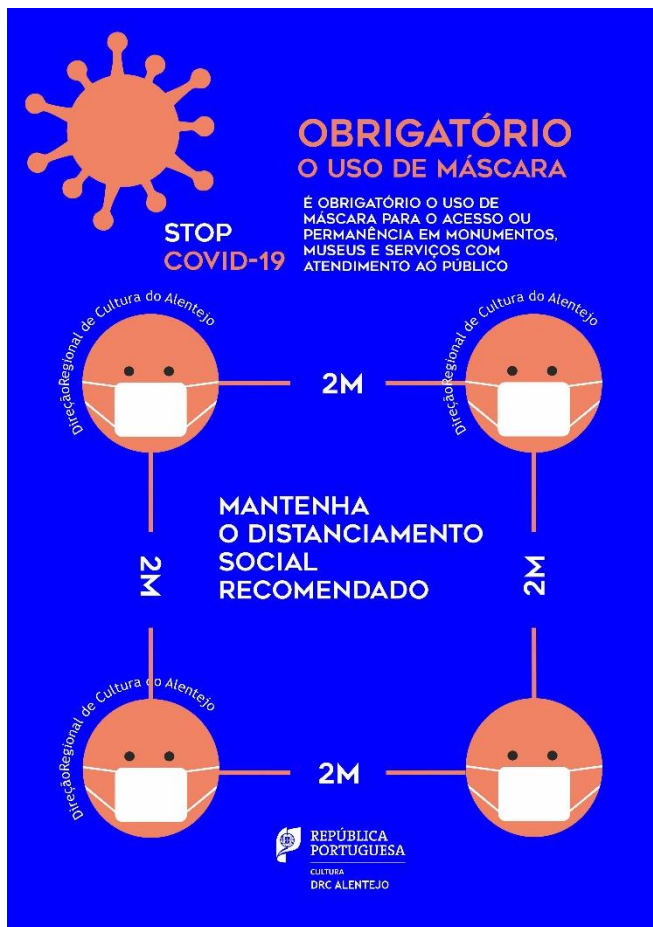 OBRIGATÓRIO
O USO DE MÁSCARA
É OBRIGATÓRIO O USO DE
MÁSCARA PARA O ACESSO OU
PERMANÊNCIA EM MONUMENTOS,
MUSEUS E SERVIÇOS COM
ATENDIMENTO AO PÚBLICO
STOP
COVID-19
DireçãoRegional de Cultura do Alentejo
DireçãoRegional de Cultura do Alentejo
2M
MANTENHA
O DISTANCIAMENTO
SOCIAL
RECOMENDADO
2M
2M
DireçãoRegional de Cultura do Alentejo
2M
REPÚBLICA
PORTUGUESA
CULTURA
DRC ALENTEJO